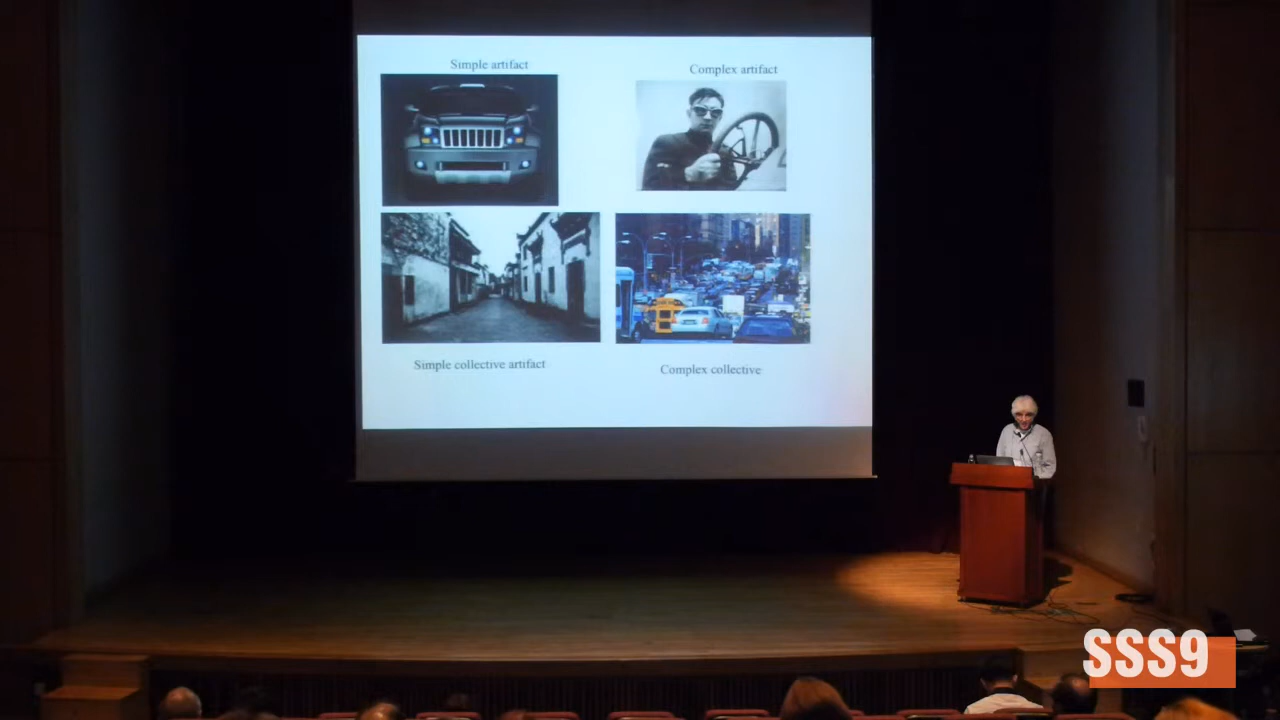 Simple artifact
Complex artifact
Simple collective artifact
Complex collective
SSS9